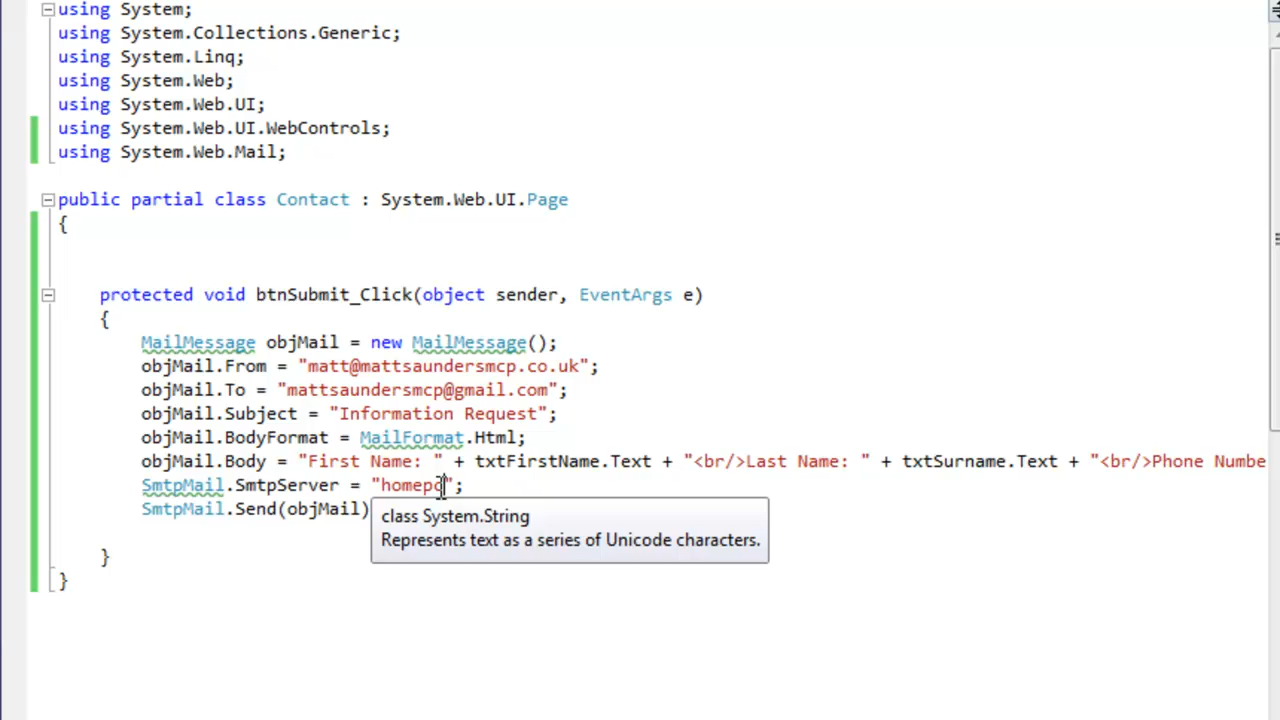 using System;
using System.Collections.Generic;
using System.Linq;
using System.Web;
using System.Web.UI;
using System.Web.UI.WebControls;
using System.Web.Mail;
public partial class Contact : System.Web.UI.Page
{
protected void btnSubmit_Click(object sender, EventArgs e)
{
MailMessage objMail = new MailMessage();
objMail.From = "matt@mattsaundersmcp.co.uk";
objMail.To = "mattsaundersmcp@gmail.com";
objMail.Subject = "Information Request";
objMail.BodyFormat = MailFormat.Html;
objMail.Body = "First Name: " + txtFirstName.Text + "<br/>Last Name: " + txtSurname.Text + "<br/>Phone Numbe
SmtpMail.SmtpServer = "homepc";
SmtpMail.Send(objMail)
class System.String
Represents text as a series of Unicode characters.
}
}